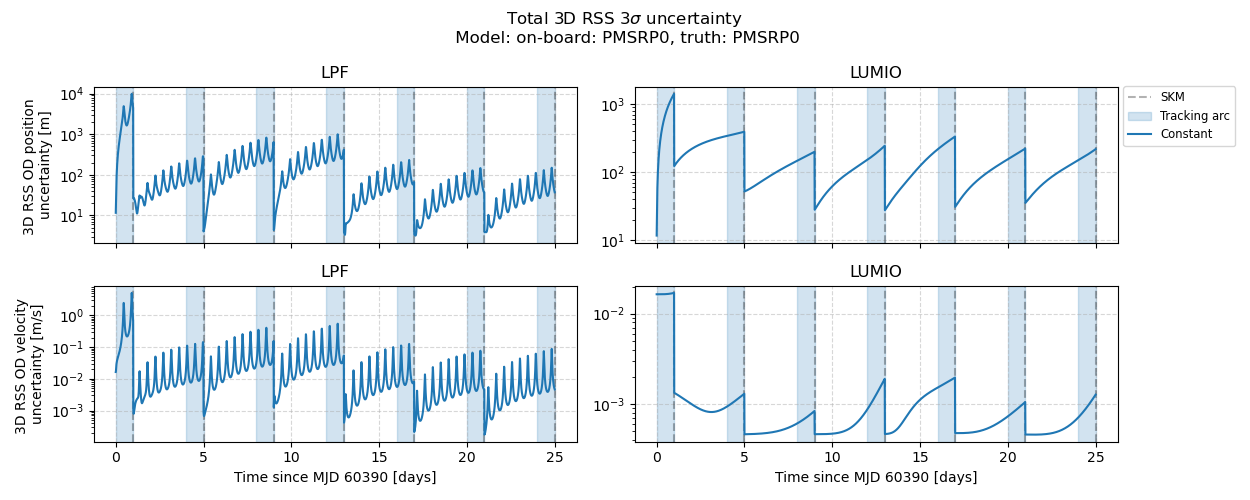 Total 3D RSS 3σ uncertainty
Model: on-board: PMSRP0, truth: PMSRP0
LPF
LUMIO
3D RSS OD position
uncertainty [m]
10^4
10^3
10^2
10^1
10^3
10^2
10^1
SKM
Tracking arc
Constant
LPF
LUMIO
3D RSS OD velocity
uncertainty [m/s]
10^0
10^−1
10^−2
10^−3
10^−2
10^−3
0 5 10 15 20 25
0 5 10 15 20 25
Time since MJD 60390 [days]
Time since MJD 60390 [days]